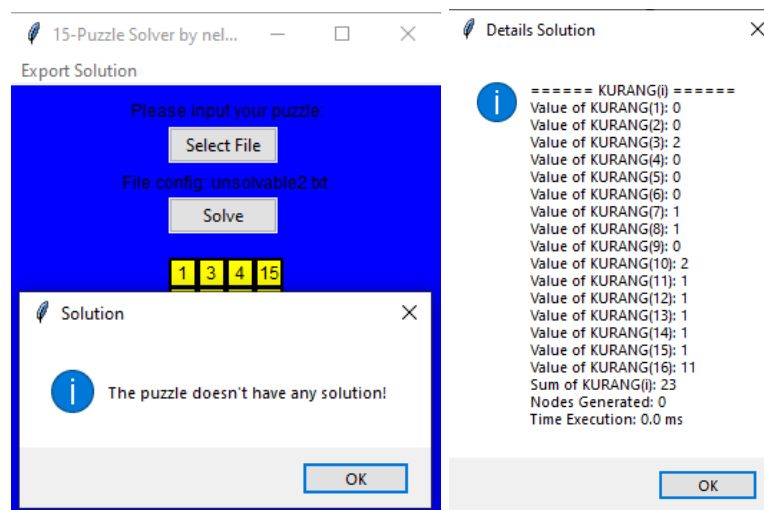 15-Puzzle Solver by nel...
Export Solution
Please input your puzzle:
Select File
File config: unsolvable2.txt
Solve
1 3 4 15
Solution
The puzzle doesn't have any solution!
OK
Details Solution
====== KURANG(i) ======
Value of KURANG(1): 0
Value of KURANG(2): 0
Value of KURANG(3): 2
Value of KURANG(4): 0
Value of KURANG(5): 0
Value of KURANG(6): 0
Value of KURANG(7): 1
Value of KURANG(8): 1
Value of KURANG(9): 0
Value of KURANG(10): 2
Value of KURANG(11): 1
Value of KURANG(12): 1
Value of KURANG(13): 1
Value of KURANG(14): 1
Value of KURANG(15): 1
Value of KURANG(16): 11
Sum of KURANG(i): 23
Nodes Generated: 0
Time Execution: 0.0 ms
OK